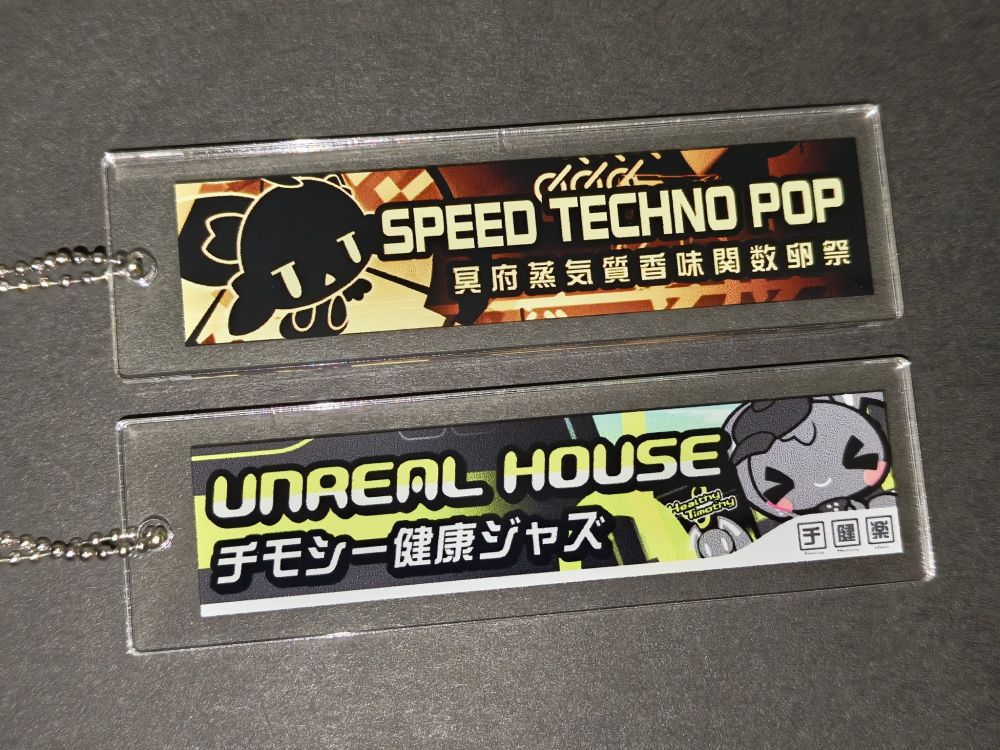 SPEED TECHNO POP
冥府蒸気質香味関数卵祭
UNREAL HOUSE
チモシー健康ジャズ
Healthy
Timothy
チ 健 楽